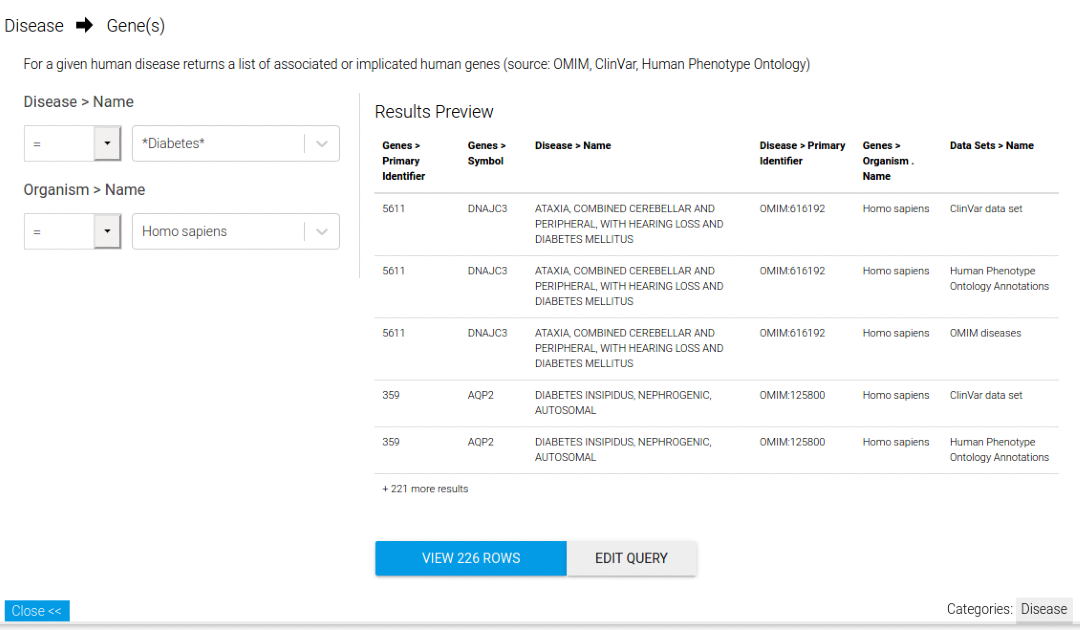 Disease ➡ Gene(s)
For a given human disease returns a list of associated or implicated human genes (source: OMIM, ClinVar, Human Phenotype Ontology)
Disease > Name
=
*Diabetes*
Organism > Name
=
Homo sapiens
Results Preview
Genes > Primary Identifier Genes > Symbol Disease > Name Disease > Primary Identifier Genes > Organism . Name Data Sets > Name
5611 DNAJC3 ATAXIA, COMBINED CEREBELLAR AND OMIM:616192 Homo sapiens ClinVar data set
PERIPHERAL, WITH HEARING LOSS AND
DIABETES MELLITUS
5611 DNAJC3 ATAXIA, COMBINED CEREBELLAR AND OMIM:616192 Homo sapiens Human Phenotype
PERIPHERAL, WITH HEARING LOSS AND Ontology Annotations
DIABETES MELLITUS
5611 DNAJC3 ATAXIA, COMBINED CEREBELLAR AND OMIM:616192 Homo sapiens OMIM diseases
PERIPHERAL, WITH HEARING LOSS AND
DIABETES MELLITUS
359 AQP2 DIABETES INSIPIDUS, NEPHROGENIC, OMIM:125800 Homo sapiens ClinVar data set
AUTOSOMAL
359 AQP2 DIABETES INSIPIDUS, NEPHROGENIC, OMIM:125800 Homo sapiens Human Phenotype
AUTOSOMAL Ontology Annotations
+ 221 more results
VIEW 226 ROWS EDIT QUERY
Close << Categories: Disease